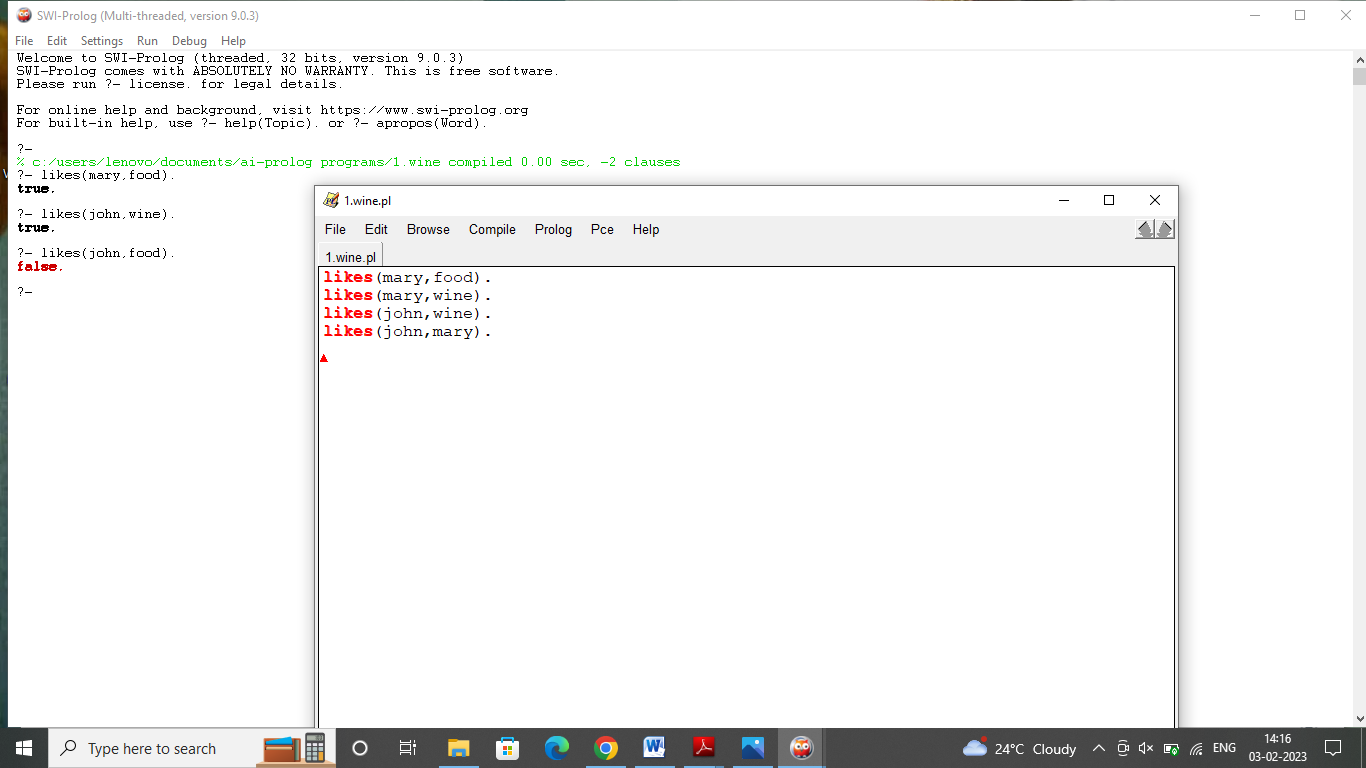 SWI-Prolog (Multi-threaded, version 9.0.3)
File Edit Settings Run Debug Help
Welcome to SWI-Prolog (threaded, 32 bits, version 9.0.3)
SWI-Prolog comes with ABSOLUTELY NO WARRANTY. This is free software.
Please run ?- license. for legal details.
For online help and background, visit https://www.swi-prolog.org
For built-in help, use ?- help(Topic). or ?- apropos(Word).
?-
% c:/users/lenovo/documents/ai-prolog programs/1.wine compiled 0.00 sec, -2 clauses
?- likes(mary,food).
true.
?- likes(john,wine).
true.
?- likes(john,food).
false.
?-
1.wine.pl
File Edit Browse Compile Prolog Pce Help
1.wine.pl
likes(mary,food).
likes(mary,wine).
likes(john,wine).
likes(john,mary).
Type here to search
24°C Cloudy
ENG
14:16
03-02-2023